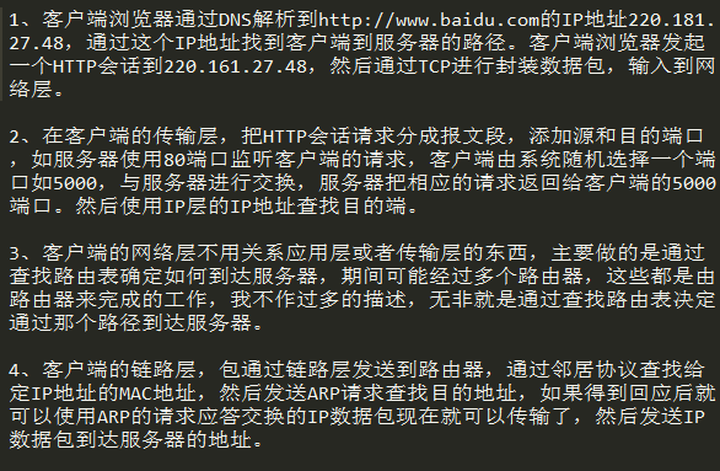 1、客户端浏览器通过DNS解析到http://www.baidu.com的IP地址220.181.
27.48，通过这个IP地址找到客户端到服务器的路径。客户端浏览器发起
一个HTTP会话到220.161.27.48，然后通过TCP进行封装数据包，输入到网
络层。
2、在客户端的传输层，把HTTP会话请求分成报文段，添加源和目的端口
，如服务器使用80端口监听客户端的请求，客户端由系统随机选择一个端
口如5000，与服务器进行交换，服务器把相应的请求返回给客户端的5000
端口。然后使用IP层的IP地址查找目的端。
3、客户端的网络层不用关系应用层或者传输层的东西，主要做的是通过
查找路由表确定如何到达服务器，期间可能经过多个路由器，这些都是由
路由器来完成的工作，我不作过多的描述，无非就是通过查找路由表决定
通过那个路径到达服务器。
4、客户端的链路层，包通过链路层发送到路由器，通过邻居协议查找给
定IP地址的MAC地址，然后发送ARP请求查找目的地址，如果得到回应后就
可以使用ARP的请求应答交换的IP数据包现在就可以传输了，然后发送IP
数据包到达服务器的地址。